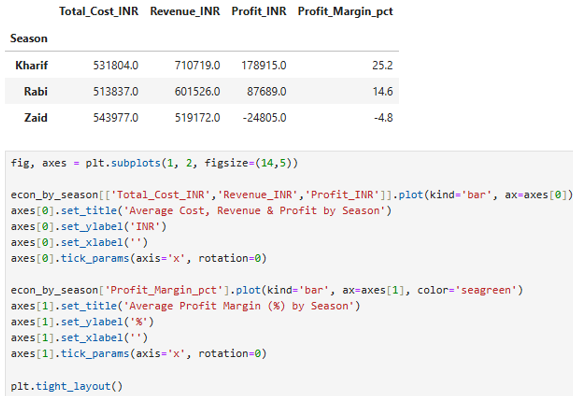 Total_Cost_INR Revenue_INR Profit_INR Profit_Margin_pct
Season
Kharif 531804.0 710719.0 178915.0 25.2
Rabi 513837.0 601526.0 87689.0 14.6
Zaid 543977.0 519172.0 -24805.0 -4.8
fig, axes = plt.subplots(1, 2, figsize=(14,5))
econ_by_season[['Total_Cost_INR','Revenue_INR','Profit_INR']].plot(kind='bar', ax=axes[0])
axes[0].set_title('Average Cost, Revenue & Profit by Season')
axes[0].set_ylabel('INR')
axes[0].set_xlabel('')
axes[0].tick_params(axis='x', rotation=0)
econ_by_season['Profit_Margin_pct'].plot(kind='bar', ax=axes[1], color='seagreen')
axes[1].set_title('Average Profit Margin (%) by Season')
axes[1].set_ylabel('%')
axes[1].set_xlabel('')
axes[1].tick_params(axis='x', rotation=0)
plt.tight_layout()